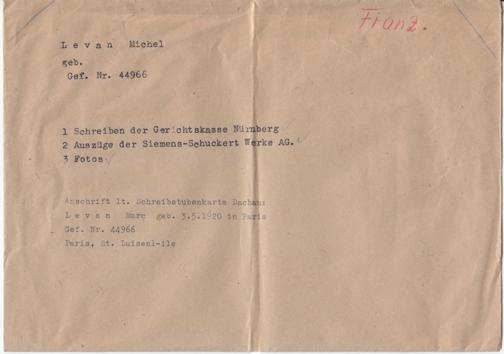 Franz.
Levan Michel
geb.
Gef. Nr. 44966
1 Schreiben der Gerichtskasse Nürnberg
2 Auszüge der Siemens-Schuckert Werke AG.
3 Fotos
Anschrift lt. Schreibstubenkarte Dachau:
Levan Marc geb. 3.5.1920 in Paris
Gef. Nr. 44966
Paris, St. Luisenl-ile